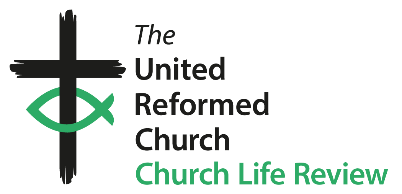 The
United
Reformed
Church
Church Life Review